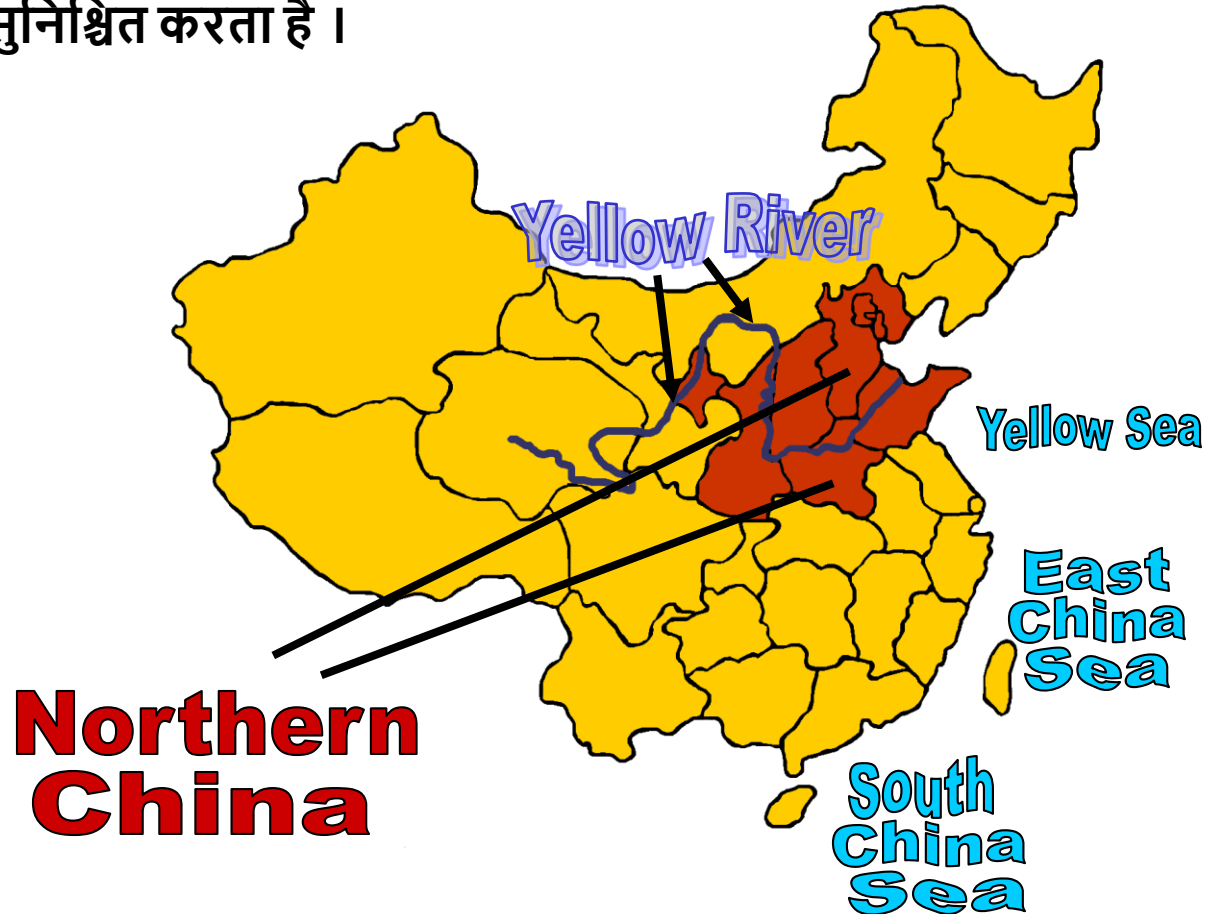 सुनिश्चित करता है ।
Yellow River
Yellow Sea
East
China
Sea
Northern
China
South
China
Sea